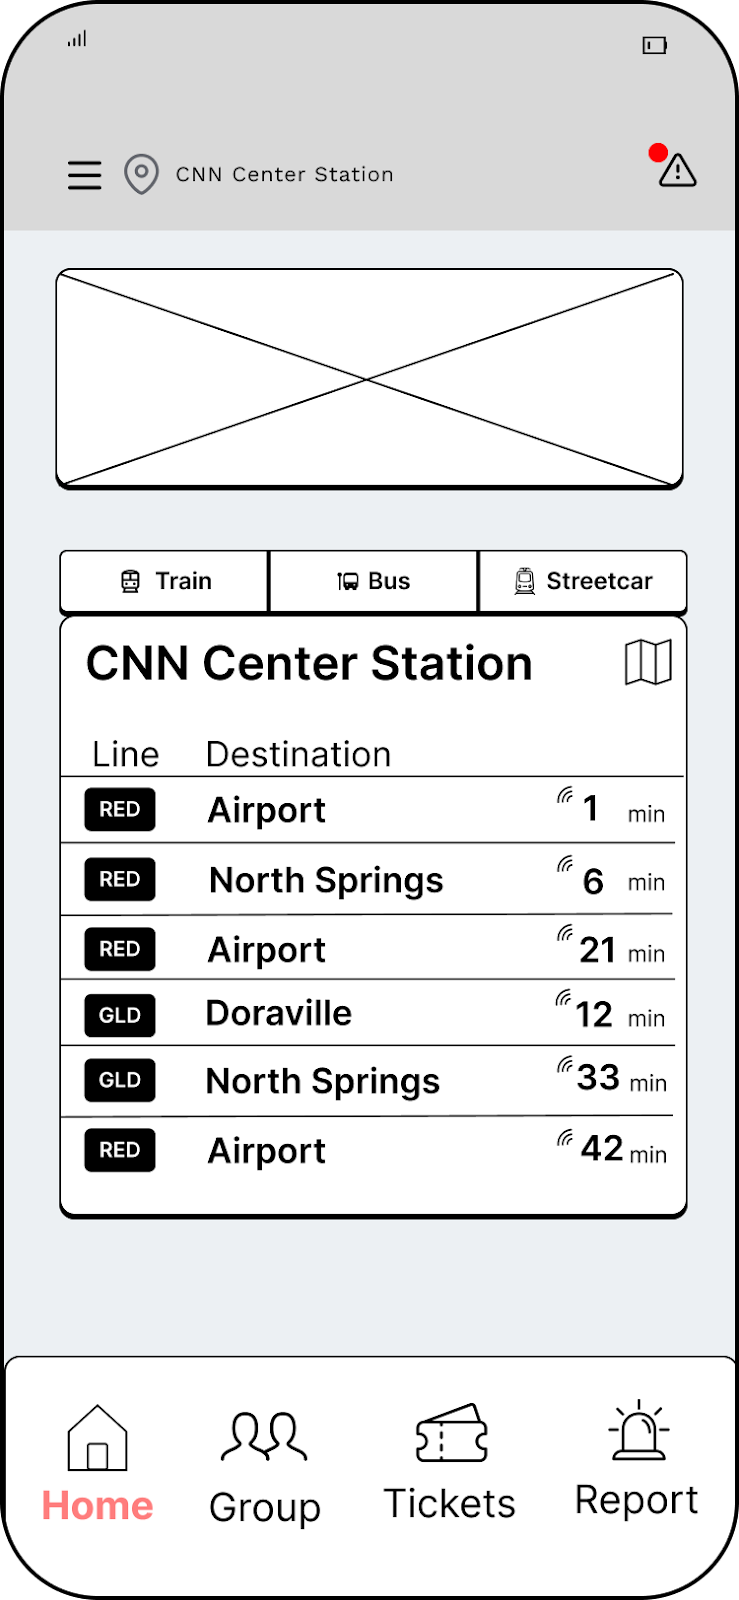 CNN Center Station
Train Bus Streetcar
CNN Center Station
Line Destination
RED Airport 1 min
RED North Springs 6 min
RED Airport 21 min
GLD Doraville 12 min
GLD North Springs 33 min
RED Airport 42 min
Home Group Tickets Report